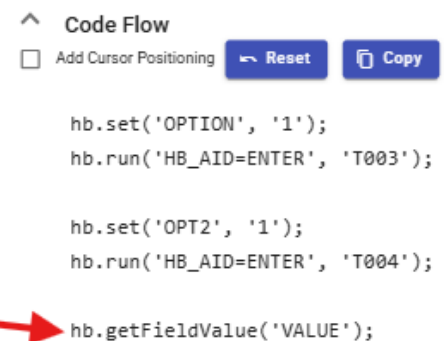 Code Flow
Add Cursor Positioning Reset Copy
hb.set('OPTION', '1');
hb.run('HB_AID=ENTER', 'T003');
hb.set('OPT2', '1');
hb.run('HB_AID=ENTER', 'T004');
hb.getFieldValue('VALUE');